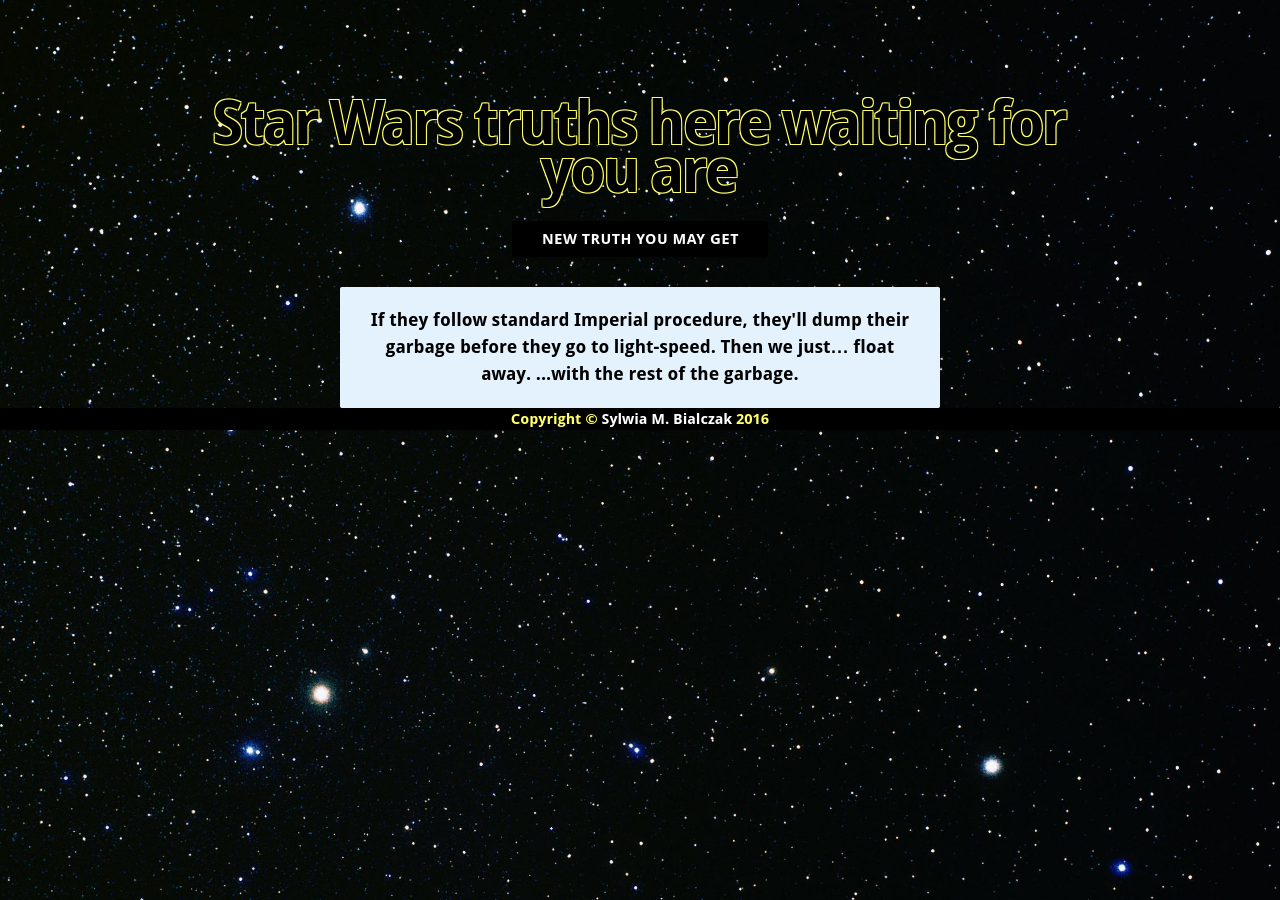 Star Wars truths here waiting for
you are
NEW TRUTH YOU MAY GET
If they follow standard Imperial procedure, they'll dump their
garbage before they go to light-speed. Then we just… float
away. ...with the rest of the garbage.
Copyright © Sylwia M. Bialczak 2016